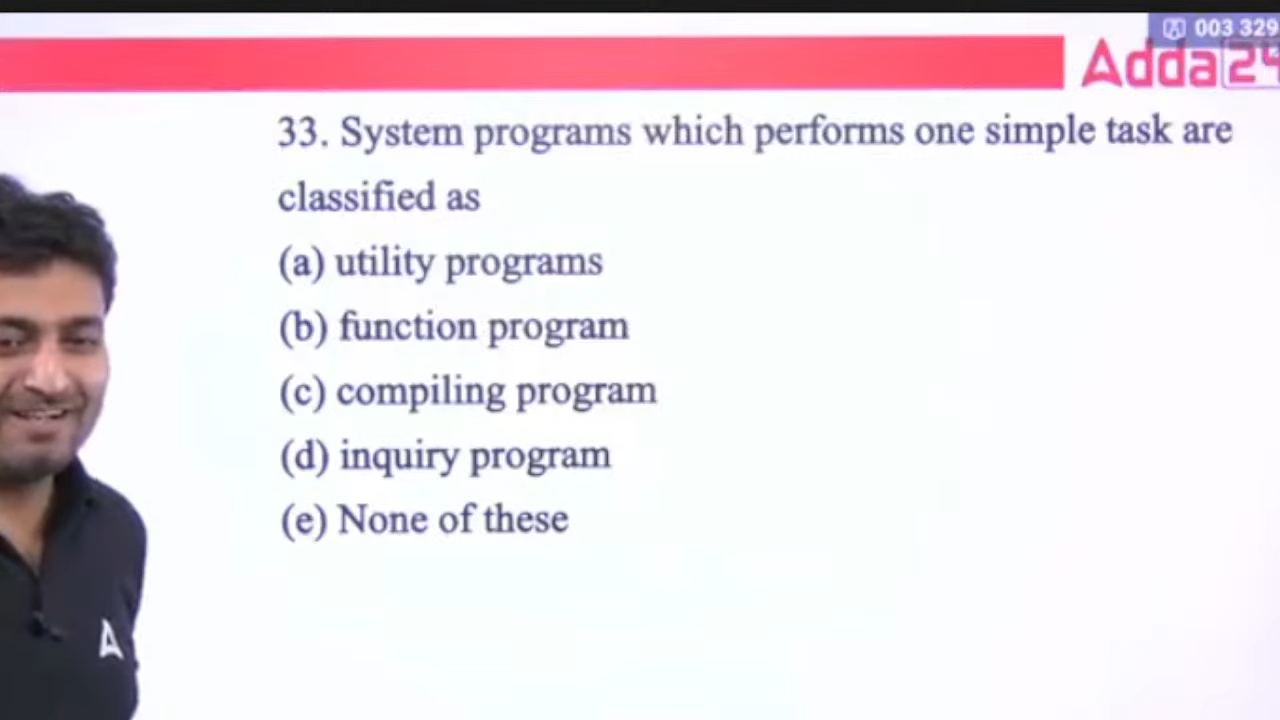 003 329
Adda24
33. System programs which performs one simple task are
classified as
(a) utility programs
(b) function program
(c) compiling program
(d) inquiry program
(e) None of these